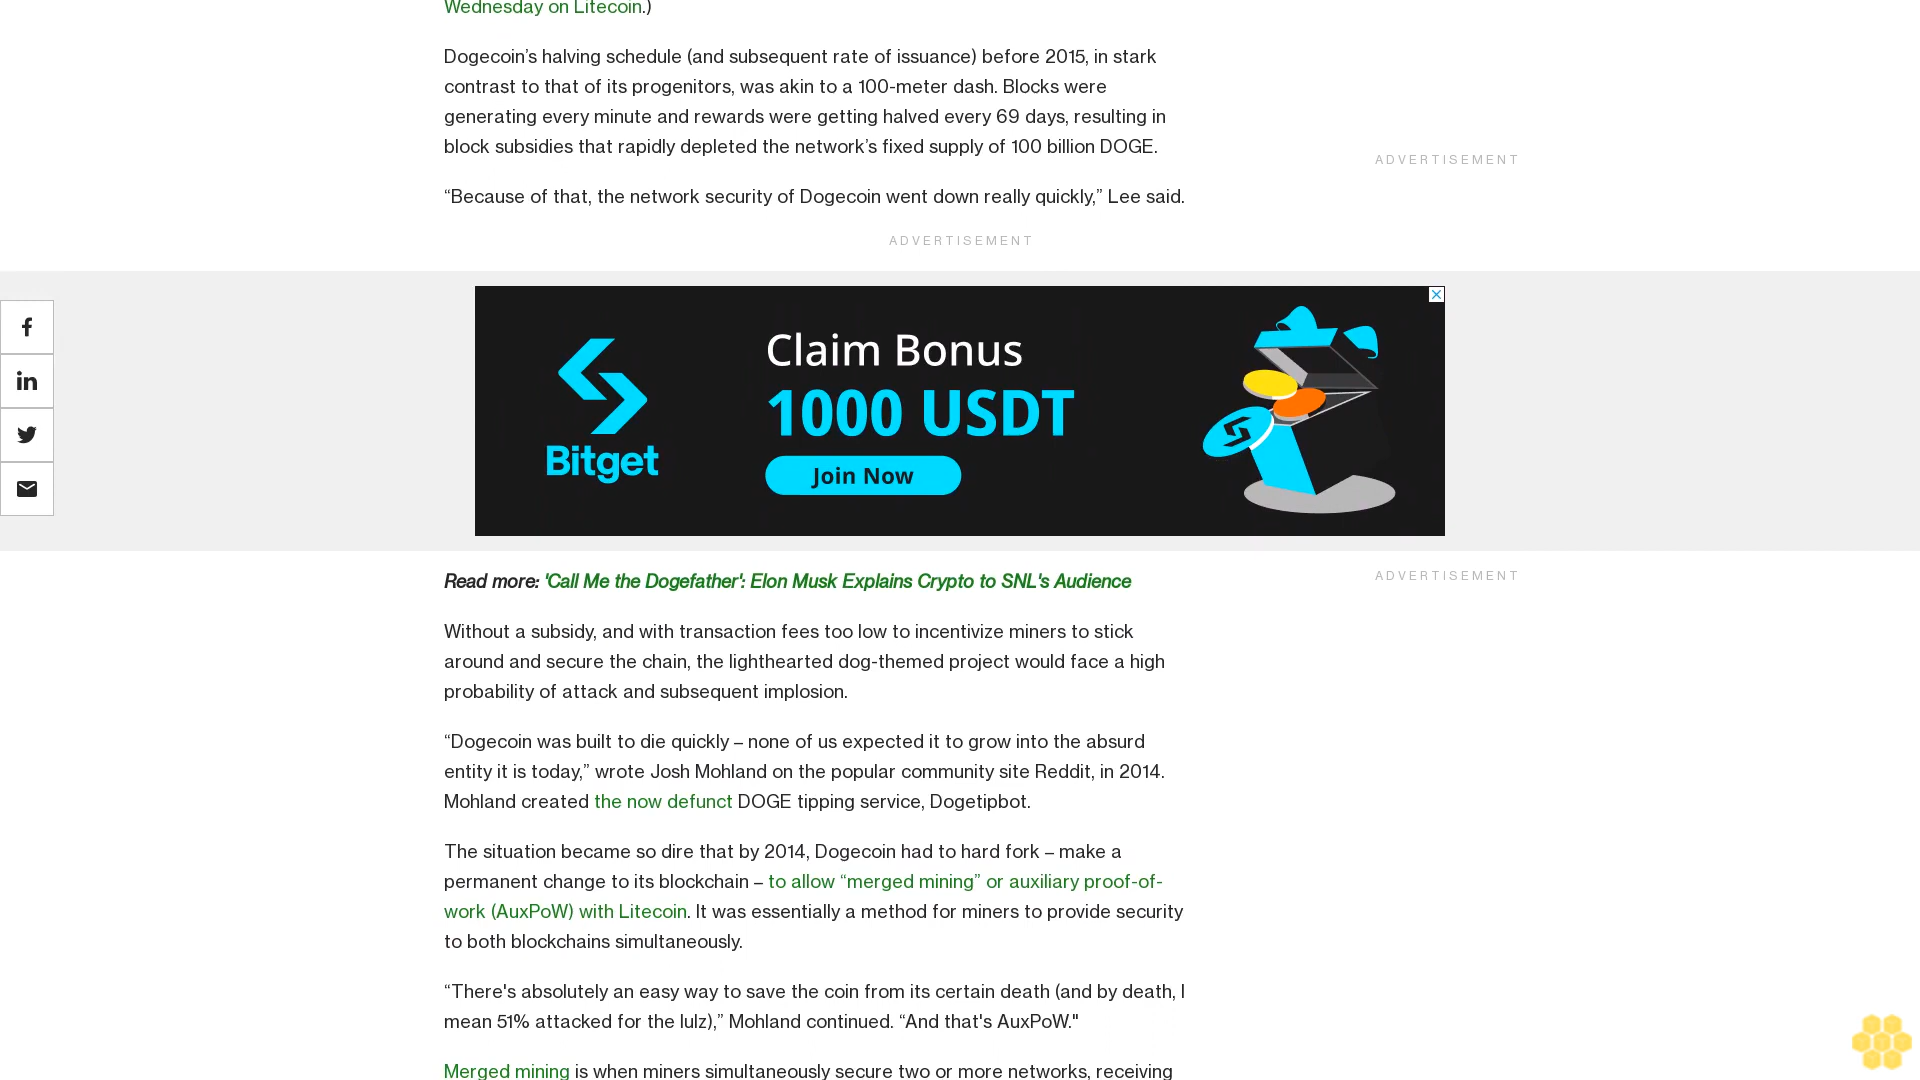 Wednesday on Litecoin.)
Dogecoin’s halving schedule (and subsequent rate of issuance) before 2015, in stark
contrast to that of its progenitors, was akin to a 100-meter dash. Blocks were
generating every minute and rewards were getting halved every 69 days, resulting in
block subsidies that rapidly depleted the network’s fixed supply of 100 billion DOGE.
ADVERTISEMENT
“Because of that, the network security of Dogecoin went down really quickly,” Lee said.
ADVERTISEMENT
Bitget
Claim Bonus
1000 USDT
Join Now
Read more: 'Call Me the Dogefather': Elon Musk Explains Crypto to SNL's Audience
ADVERTISEMENT
Without a subsidy, and with transaction fees too low to incentivize miners to stick
around and secure the chain, the lighthearted dog-themed project would face a high
probability of attack and subsequent implosion.
“Dogecoin was built to die quickly – none of us expected it to grow into the absurd
entity it is today,” wrote Josh Mohland on the popular community site Reddit, in 2014.
Mohland created the now defunct DOGE tipping service, Dogetipbot.
The situation became so dire that by 2014, Dogecoin had to hard fork – make a
permanent change to its blockchain – to allow “merged mining” or auxiliary proof-of-
work (AuxPoW) with Litecoin. It was essentially a method for miners to provide security
to both blockchains simultaneously.
“There's absolutely an easy way to save the coin from its certain death (and by death, I
mean 51% attacked for the lulz),” Mohland continued. “And that's AuxPoW."
Merged mining is when miners simultaneously secure two or more networks, receiving